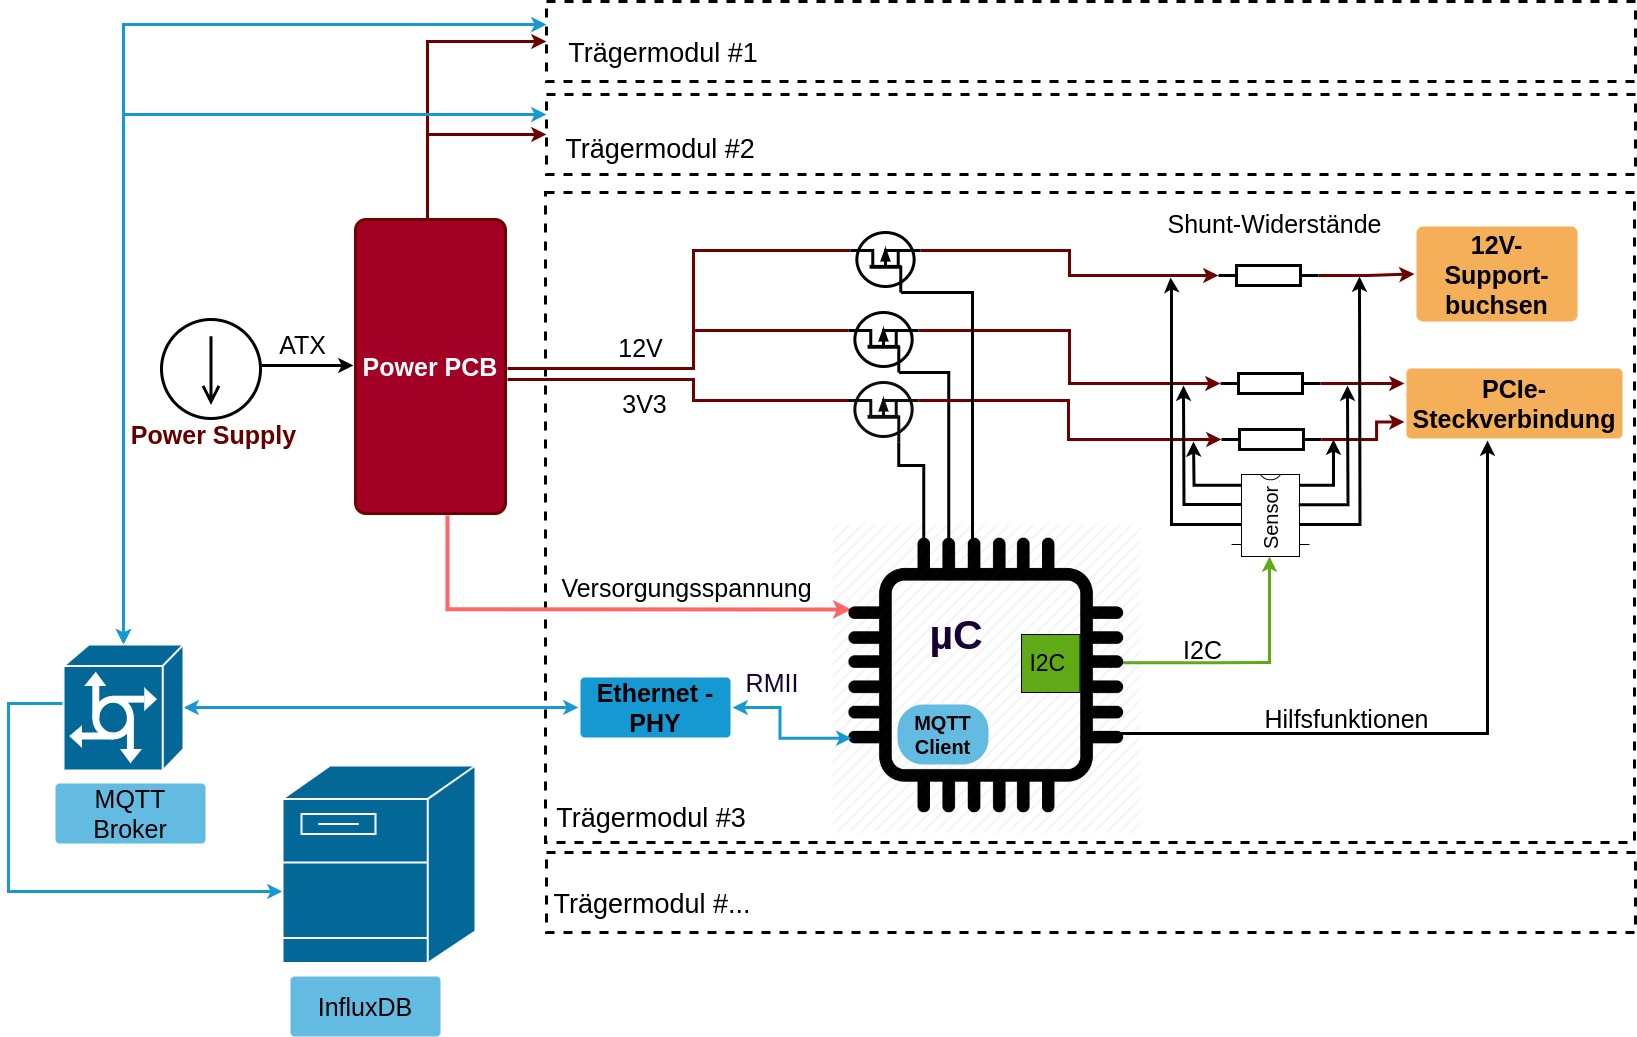 Trägermodul #1
Trägermodul #2
Shunt-Widerstände
12V-
Support-
buchsen
ATX
Power PCB
12V
3V3
PCIe-
Steckverbindung
Power Supply
Sensor
Versorgungsspannung
µC
I2C
I2C
RMII
Ethernet -
PHY
MQTT
Client
Hilfsfunktionen
MQTT
Broker
Trägermodul #3
Trägermodul #...
InfluxDB